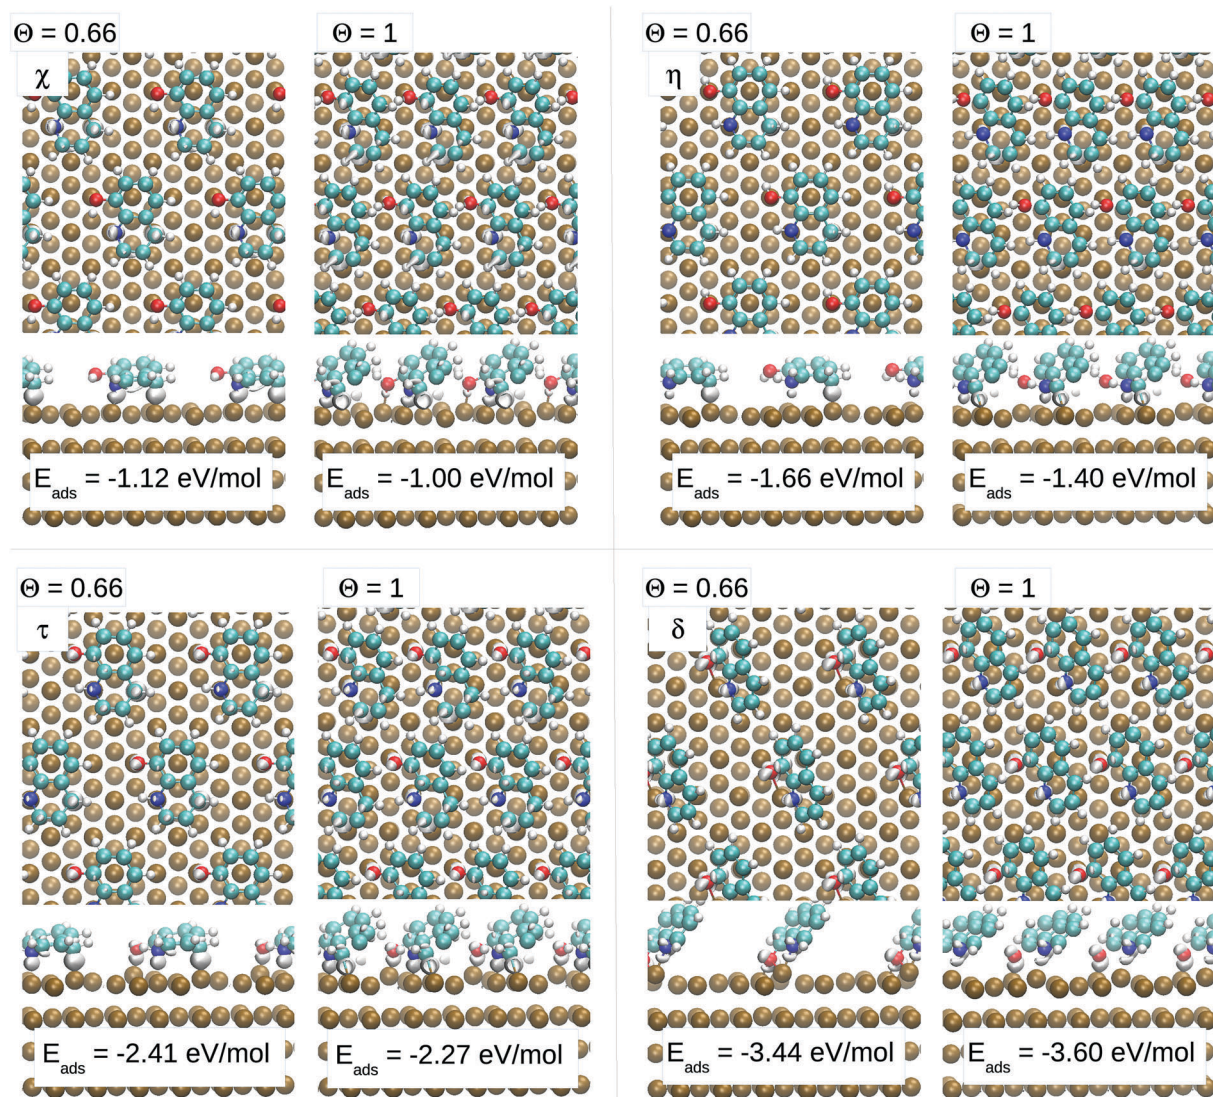 Θ = 0.66
Θ = 1
χ
E_ads = -1.12 eV/mol
E_ads = -1.00 eV/mol
Θ = 0.66
Θ = 1
η
E_ads = -1.66 eV/mol
E_ads = -1.40 eV/mol
Θ = 0.66
Θ = 1
τ
E_ads = -2.41 eV/mol
E_ads = -2.27 eV/mol
Θ = 0.66
Θ = 1
δ
E_ads = -3.44 eV/mol
E_ads = -3.60 eV/mol